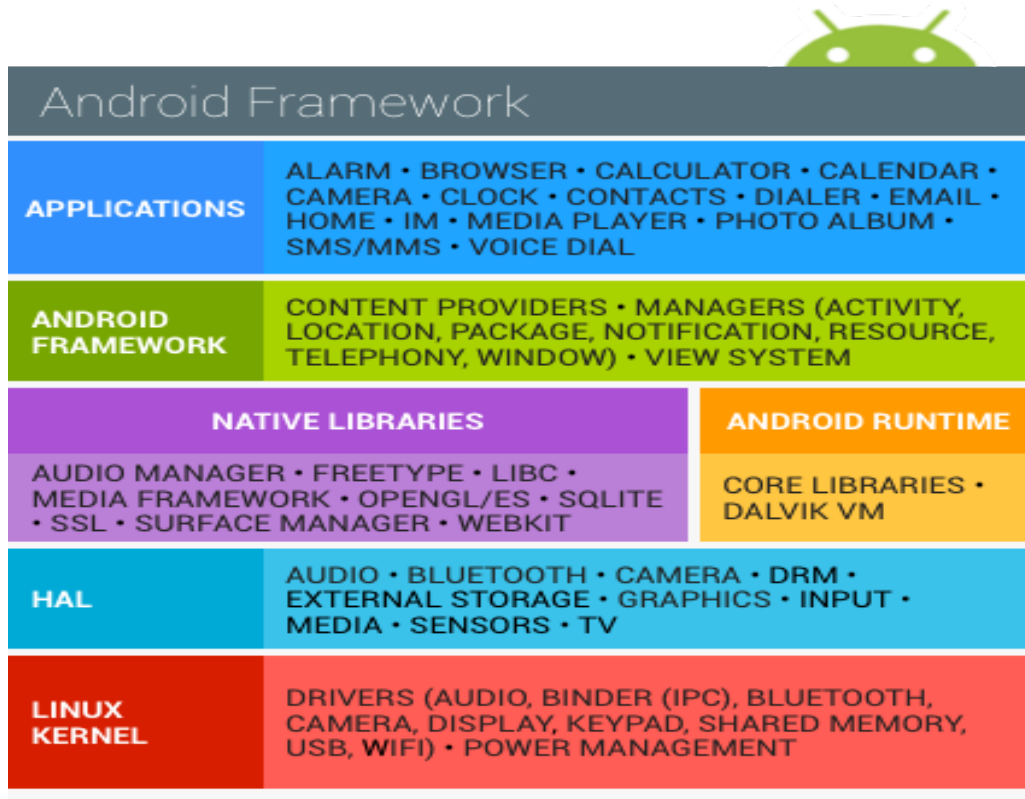 Android Framework
APPLICATIONS
ALARM • BROWSER • CALCULATOR • CALENDAR •
CAMERA • CLOCK • CONTACTS • DIALER • EMAIL •
HOME • IM • MEDIA PLAYER • PHOTO ALBUM •
SMS/MMS • VOICE DIAL
ANDROID
FRAMEWORK
CONTENT PROVIDERS • MANAGERS (ACTIVITY,
LOCATION, PACKAGE, NOTIFICATION, RESOURCE,
TELEPHONY, WINDOW) • VIEW SYSTEM
NATIVE LIBRARIES
AUDIO MANAGER • FREETYPE • LIBC •
MEDIA FRAMEWORK • OPENGL/ES • SQLITE
• SSL • SURFACE MANAGER • WEBKIT
ANDROID RUNTIME
CORE LIBRARIES •
DALVIK VM
HAL
AUDIO • BLUETOOTH • CAMERA • DRM •
EXTERNAL STORAGE • GRAPHICS • INPUT •
MEDIA • SENSORS • TV
LINUX
KERNEL
DRIVERS (AUDIO, BINDER (IPC), BLUETOOTH,
CAMERA, DISPLAY, KEYPAD, SHARED MEMORY,
USB, WIFI) • POWER MANAGEMENT